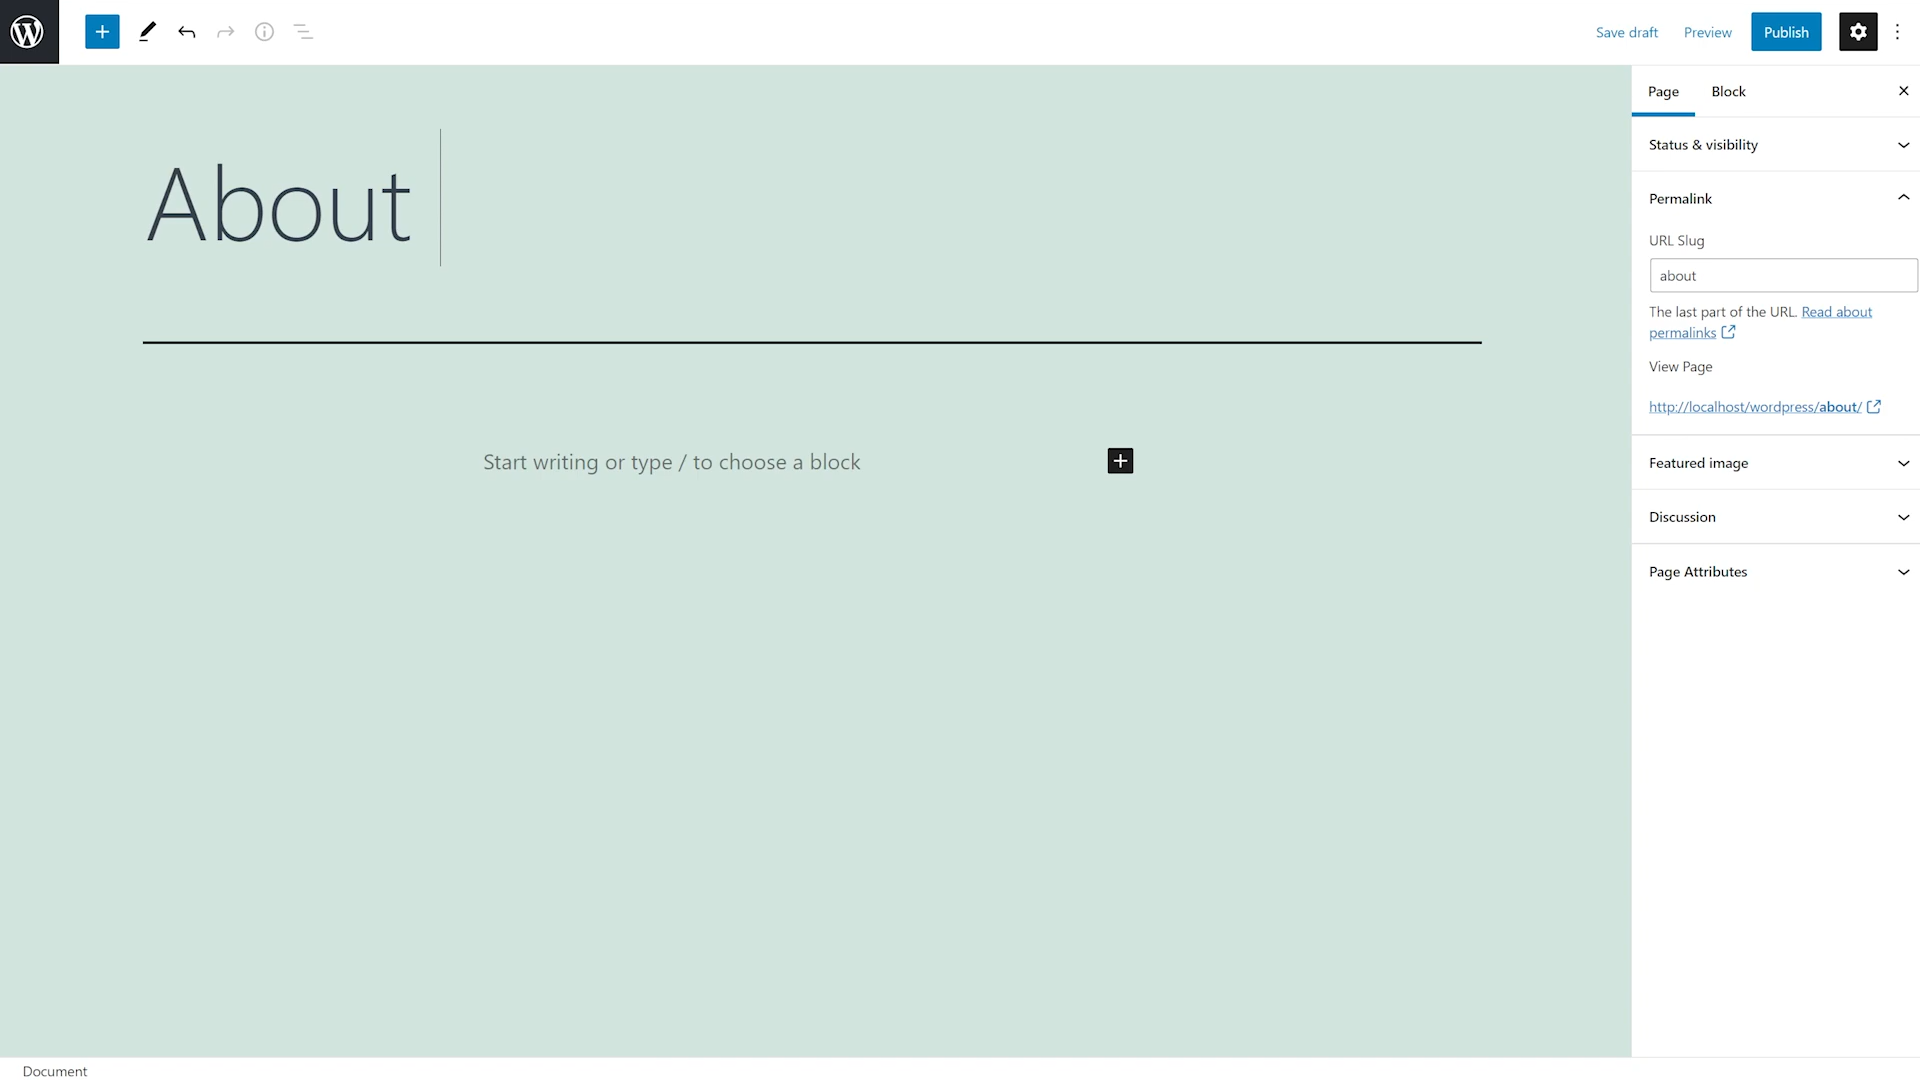 Save draft
Preview
Publish
Page
Block
About
Status & visibility
Permalink
URL Slug
about
The last part of the URL. Read about
permalinks
View Page
http://localhost/wordpress/about/
Start writing or type / to choose a block
Featured image
Discussion
Page Attributes
Document